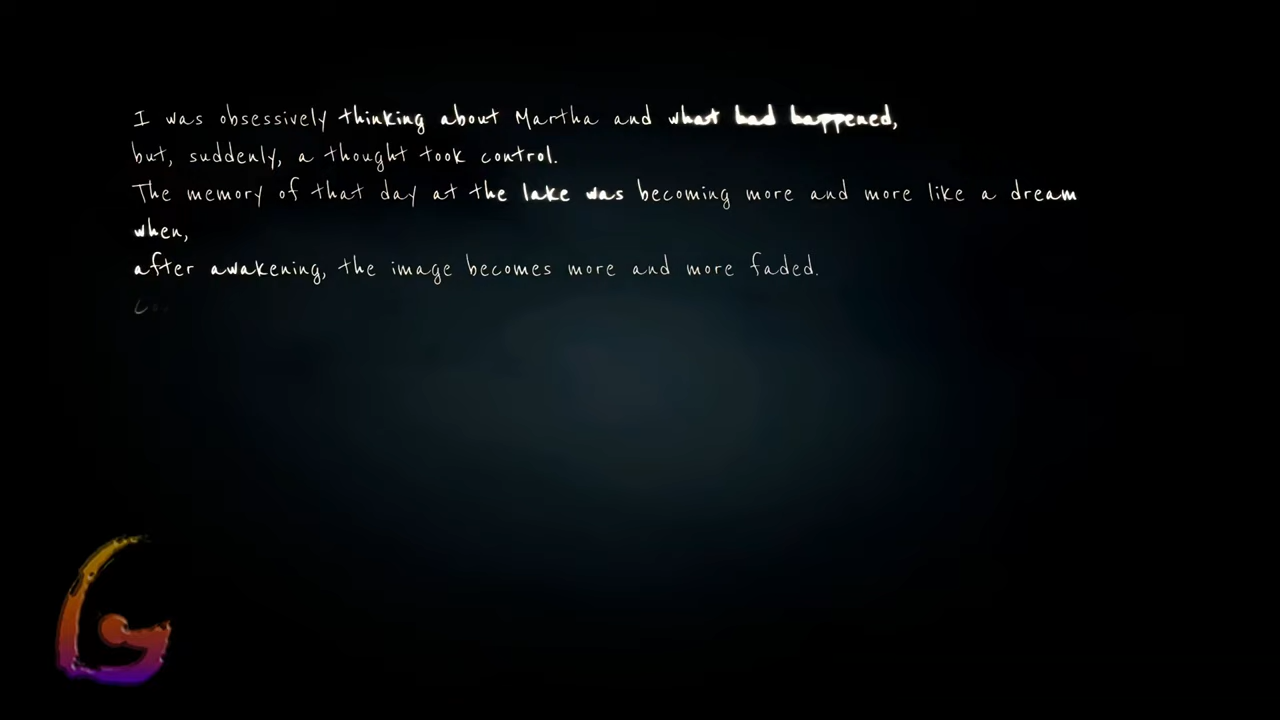 I was obsessively thinking about Martha and what had happened,
but, suddenly, a thought took control.
The memory of that day at the lake was becoming more and more like a dream
when,
after awakening, the image becomes more and more faded.